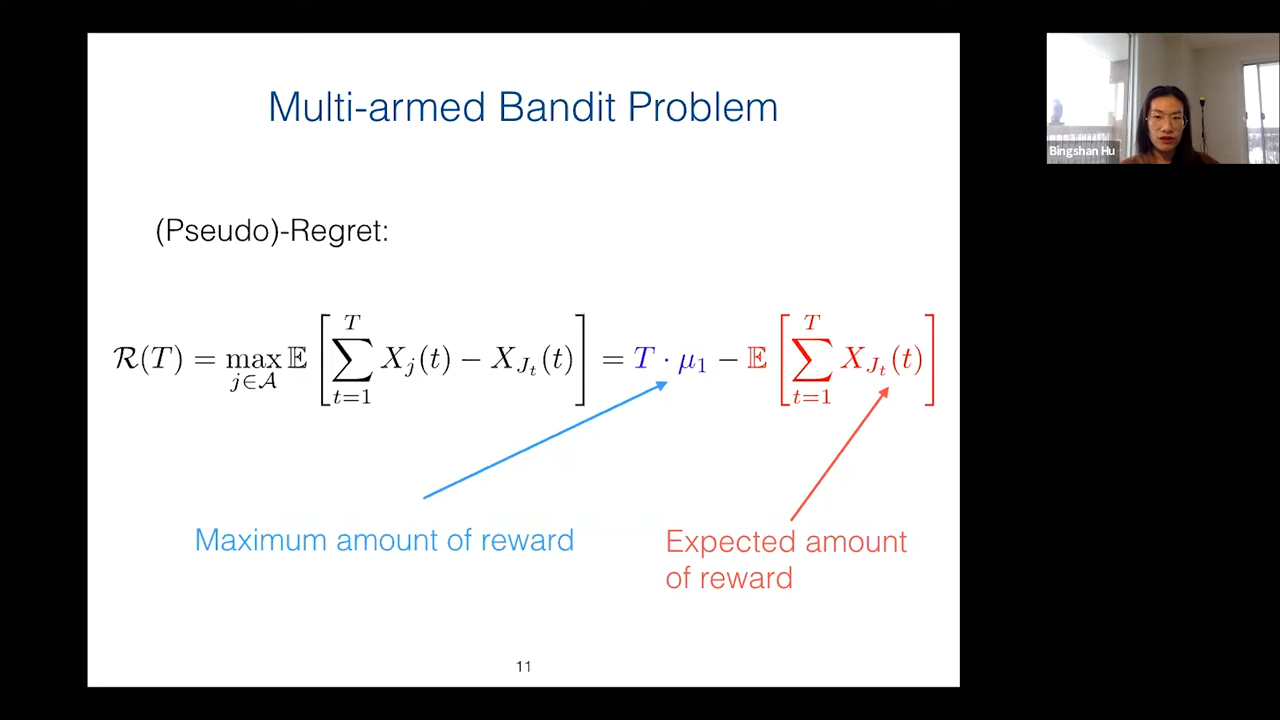 Multi-armed Bandit Problem
Bingshan Hu
(Pseudo)-Regret:
$\mathcal{R}(T) = \max_{j \in \mathcal{A}} \mathbb{E} \left[ \sum_{t=1}^{T} X_j(t) - X_{J_t}(t) \right] = T \cdot \mu_1 - \mathbb{E} \left[ \sum_{t=1}^{T} X_{J_t}(t) \right]$
Maximum amount of reward
Expected amount
of reward
11